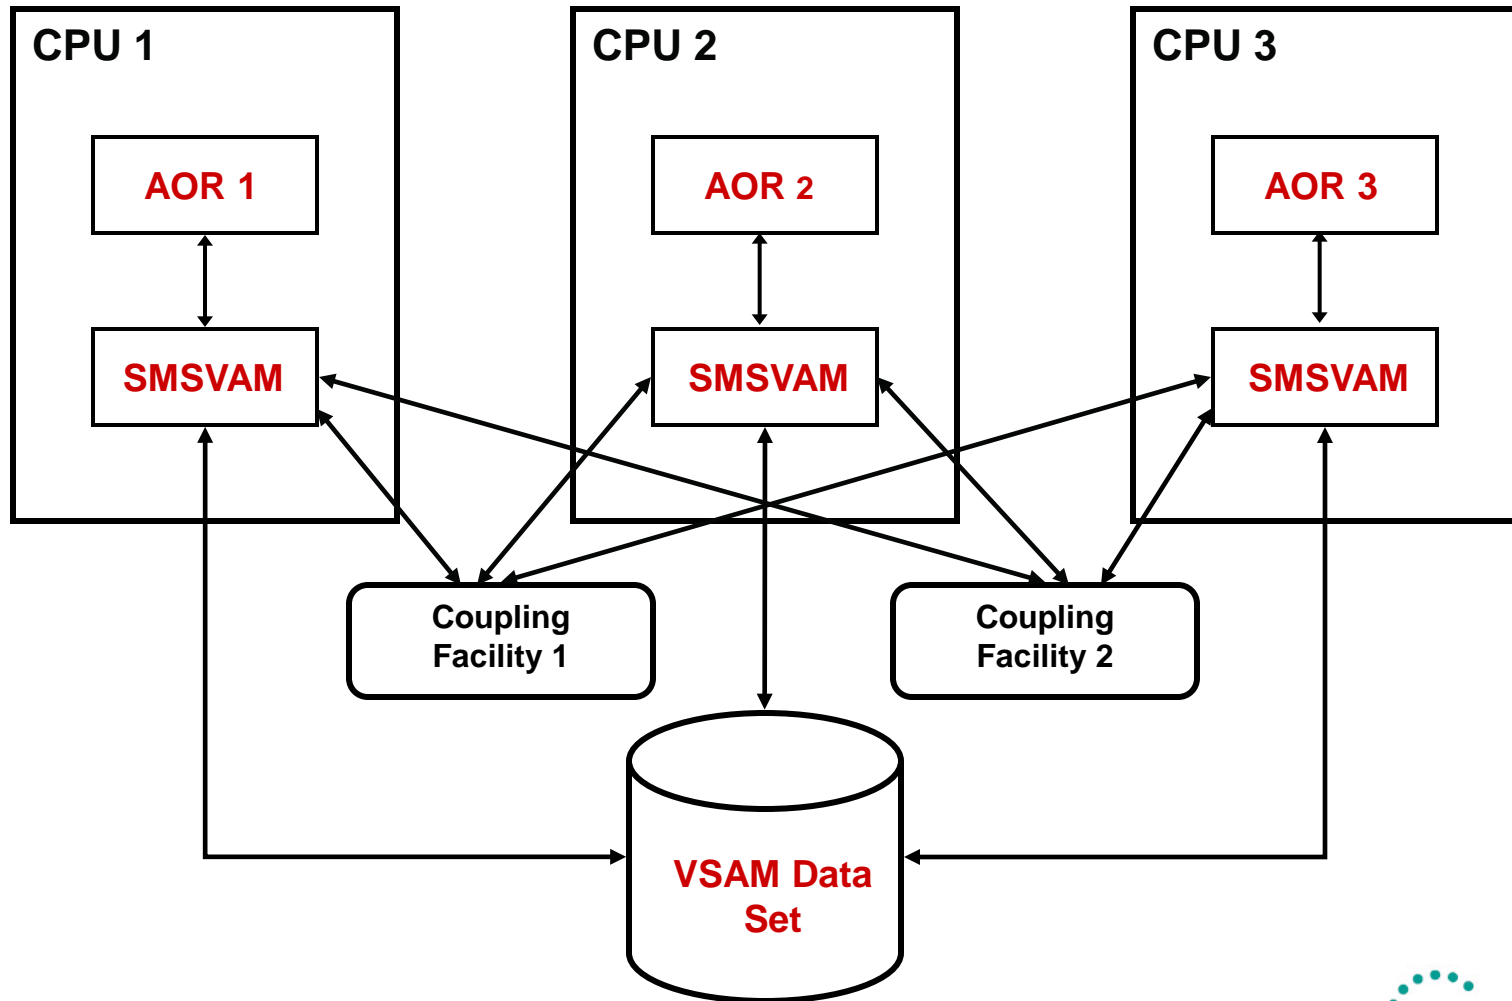 CPU 1
CPU 2
CPU 3
AOR 1
AOR 2
AOR 3
SMSVAM
SMSVAM
SMSVAM
Coupling
Facility 1
Coupling
Facility 2
VSAM Data
Set